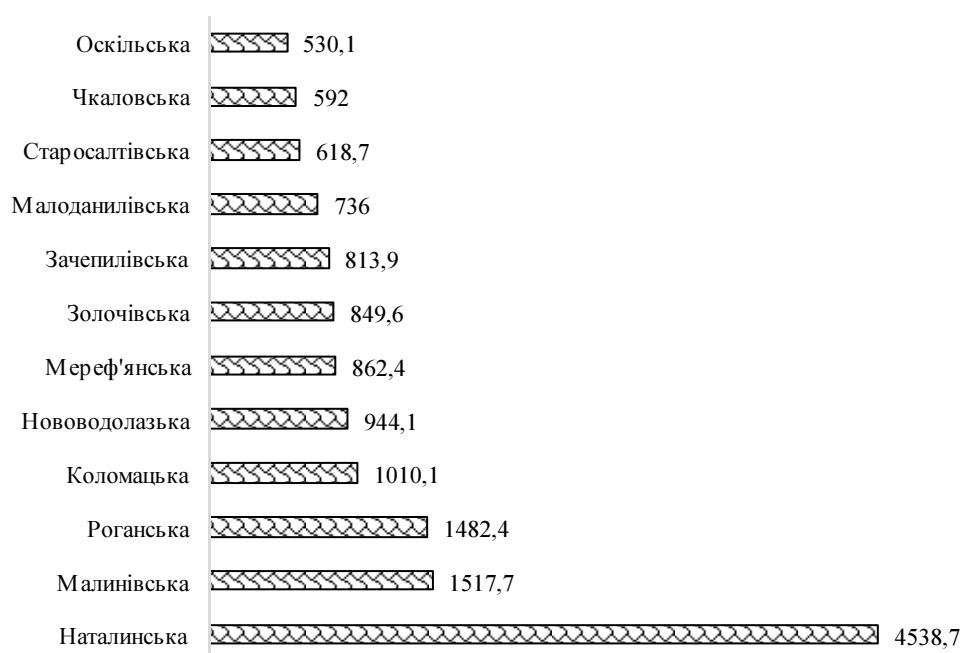 Оскільська 530,1
Чкаловська 592
Старосалтівська 618,7
Малоданилівська 736
Зачепилівська 813,9
Золочівська 849,6
Мереф'янська 862,4
Нововодолазька 944,1
Коломацька 1010,1
Роганська 1482,4
Малинівська 1517,7
Наталинська 4538,7